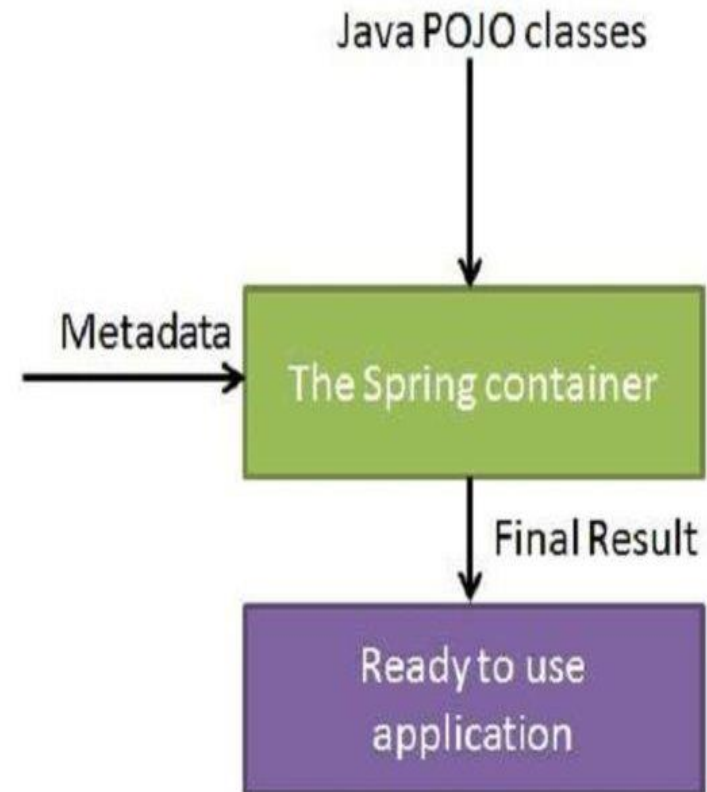 Java POJO classes
Metadata
The Spring container
Final Result
Ready to use
application